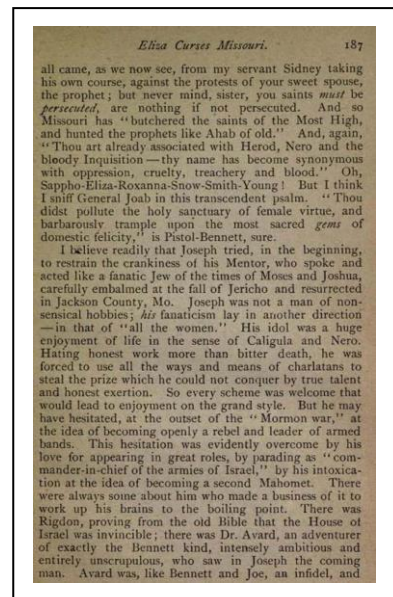 Eliza Curses Missouri. 187
all came, as we now see, from my servant Sidney taking
his own course, against the protests of your sweet spouse,
the prophet; but never mind, sister, you saints must be
persecuted, are nothing if not persecuted. And so
Missouri has "butchered the saints of the Most High,
and hunted the prophets like Ahab of old." And, again,
"Thou art already associated with Herod, Nero and the
bloody Inquisition—thy name has become synonymous
with oppression, cruelty, treachery and blood." Oh,
Sappho-Eliza-Roxanna-Snow-Smith-Young! But I think
I sniff General Joab in this transcendent psalm. "Thou
didst pollute the holy sanctuary of female virtue, and
barbarously trample upon the most sacred gems of
domestic felicity," is Pistol-Bennett, sure.
I believe readily that Joseph tried, in the beginning,
to restrain the crankiness of his Mentor, who spoke and
acted like a fanatic Jew of the times of Moses and Joshua,
carefully embalmed at the fall of Jericho and resurrected
in Jackson County, Mo. Joseph was not a man of non-
sensical hobbies; his fanaticism lay in another direction
—in that of "all the women." His idol was a huge
enjoyment of life in the sense of Caligula and Nero.
Hating honest work more than bitter death, he was
forced to use all the ways and means of charlatans to
steal the prize which he could not conquer by true talent
and honest exertion. So every scheme was welcome that
would lead to enjoyment on the grand style. But he may
have hesitated, at the outset of the "Mormon war," at
the idea of becoming openly a rebel and leader of armed
bands. This hesitation was evidently overcome by his
love for appearing in great roles, by parading as "com-
mander-in-chief of the armies of Israel," by his intoxica-
tion at the idea of becoming a second Mahomet. There
were always some about him who made a business of it to
work up his brains to the boiling point. There was
Rigdon, proving from the old Bible that the House of
Israel was invincible; there was Dr. Avard, an adventurer
of exactly the Bennett kind, intensely ambitious and
entirely unscrupulous, who saw in Joseph the coming
man. Avard was, like Bennett and Joe, an infidel, and